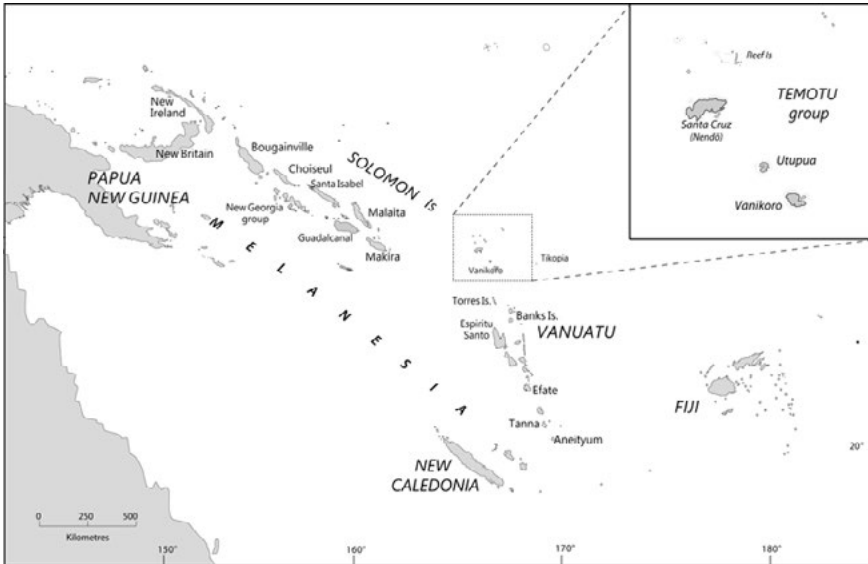 Reef Is
TEMOTU
group
Santa Cruz
(Nendö)
Utupua
Vanikoro
New
Ireland
New Britain
Bougainville
Choiseul
Santa Isabel
SOLOMON Is
PAPUA
NEW GUINEA
New Georgia
group
Malaita
Guadalcanal
Makira
MELANESIA
Vanikoro
Tikopia
Torres Is.
Banks Is.
Espiritu
Santo
VANUATU
Efate
FIJI
Tanna
Aneityum
20°
NEW
CALEDONIA
0 250 500
Kilometres
150° 160° 170° 180°